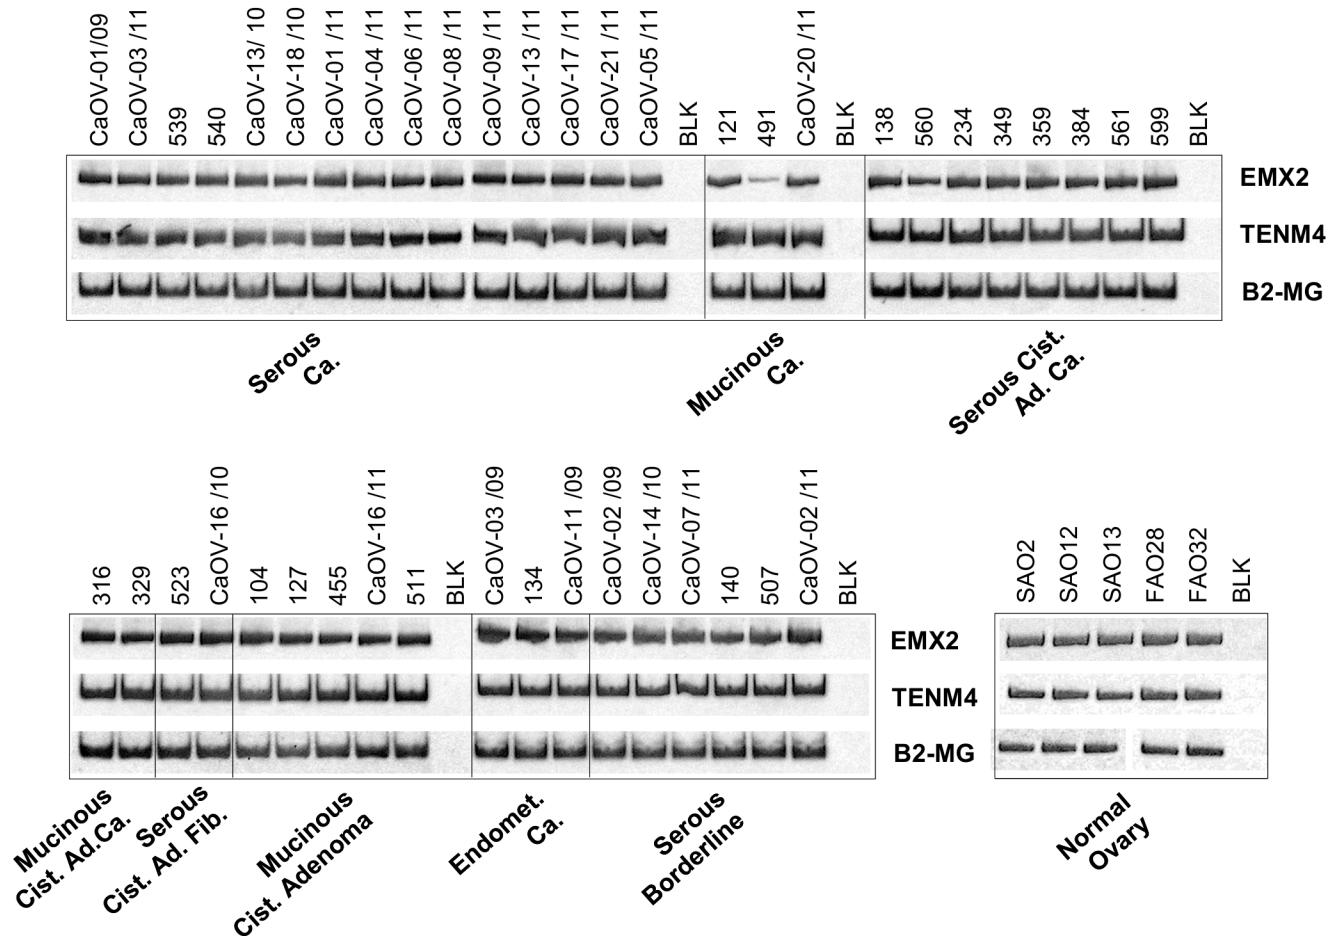 CaOV-01/09
CaOV-03 /11
539
540
CaOV-13/ 10
CaOV-18 /10
CaOV-01 /11
CaOV-04 /11
CaOV-06 /11
CaOV-08 /11
CaOV-09 /11
CaOV-13 /11
CaOV-17 /11
CaOV-21 /11
CaOV-05 /11
BLK
121
491
CaOV-20 /11
BLK
138
560
234
349
359
384
561
599
BLK
EMX2
TENM4
B2-MG
Serous
Ca.
Mucinous
Ca.
Serous Cist.
Ad. Ca.
316
329
523
CaOV-16 /10
104
127
455
CaOV-16 /11
511
BLK
CaOV-03 /09
134
CaOV-11 /09
CaOV-02 /09
CaOV-14 /10
CaOV-07 /11
140
507
CaOV-02 /11
BLK
EMX2
TENM4
B2-MG
Mucinous
Cist. Ad.Ca.
Serous
Cist. Ad. Fib.
Mucinous
Cist. Adenoma
Endomet.
Ca.
Serous
Borderline
SAO2
SAO12
SAO13
FAO28
FAO32
BLK
Normal
Ovary